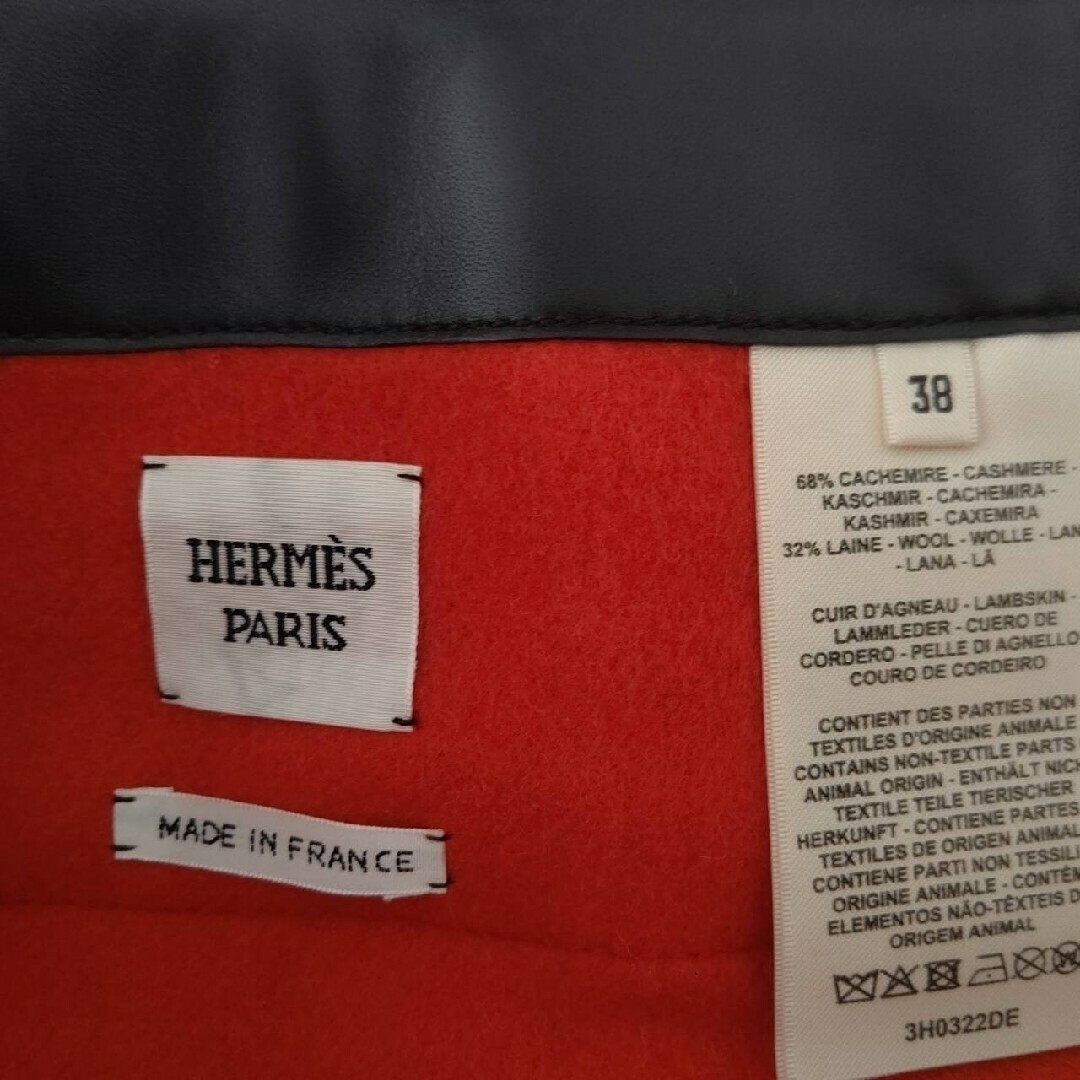 HERMÈS
PARIS
MADE IN FRANCE
38
68% CACHEMIRE - CASHMERE -
KASCHMIR - CACHEMIRA -
KASHMIR - CAXEMIRA
32% LAINE - WOOL - WOLLE - LAN
- LANA - LÃ
CUIR D'AGNEAU - LAMBSKIN -
LAMMLEDER - CUERO DE
CORDERO - PELLE DI AGNELLO
COURO DE CORDEIRO
CONTIENT DES PARTIES NON
TEXTILES D'ORIGINE ANIMALE
CONTAINS NON-TEXTILE PARTS
ANIMAL ORIGIN - ENTHÄLT NICH
TEXTILE TEILE TIERISCHER
HERKUNFT - CONTIENE PARTES
TEXTILES DE ORIGEN ANIMAL
CONTIENE PARTI NON TESSILI
ORIGINE ANIMALE - CONTÉM
ELEMENTOS NÃO-TÊXTEIS D
ORIGEM ANIMAL
3H0322DE